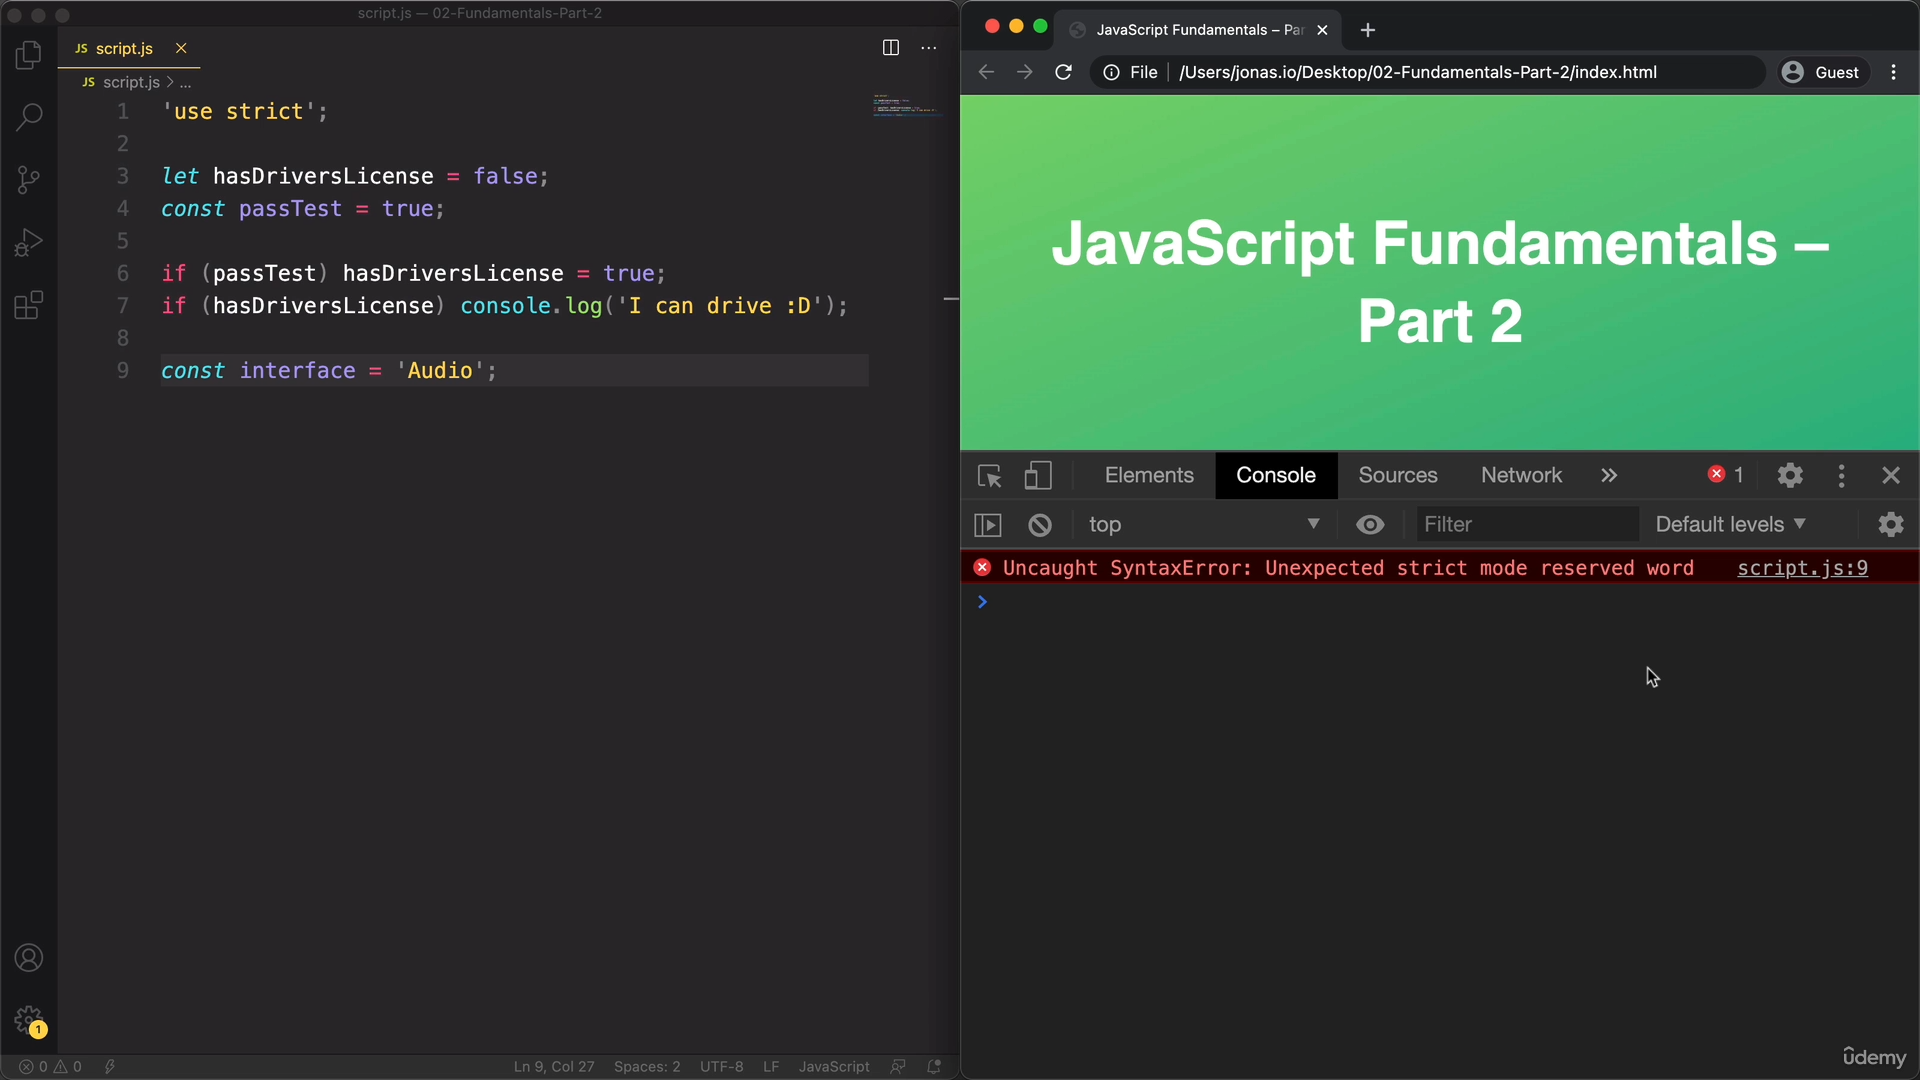 script.js — 02-Fundamentals-Part-2
JS script.js
JS script.js > ...
1 'use strict';
2
3 let hasDriversLicense = false;
4 const passTest = true;
5
6 if (passTest) hasDriversLicense = true;
7 if (hasDriversLicense) console.log('I can drive :D');
8
9 const interface = 'Audio';
1
0 0 Ln 9, Col 27 Spaces: 2 UTF-8 LF JavaScript
JavaScript Fundamentals – Par
File /Users/jonas.io/Desktop/02-Fundamentals-Part-2/index.html Guest
JavaScript Fundamentals –
Part 2
Elements Console Sources Network » 1
top Filter Default levels
Uncaught SyntaxError: Unexpected strict mode reserved word script.js:9
>
ûdemy